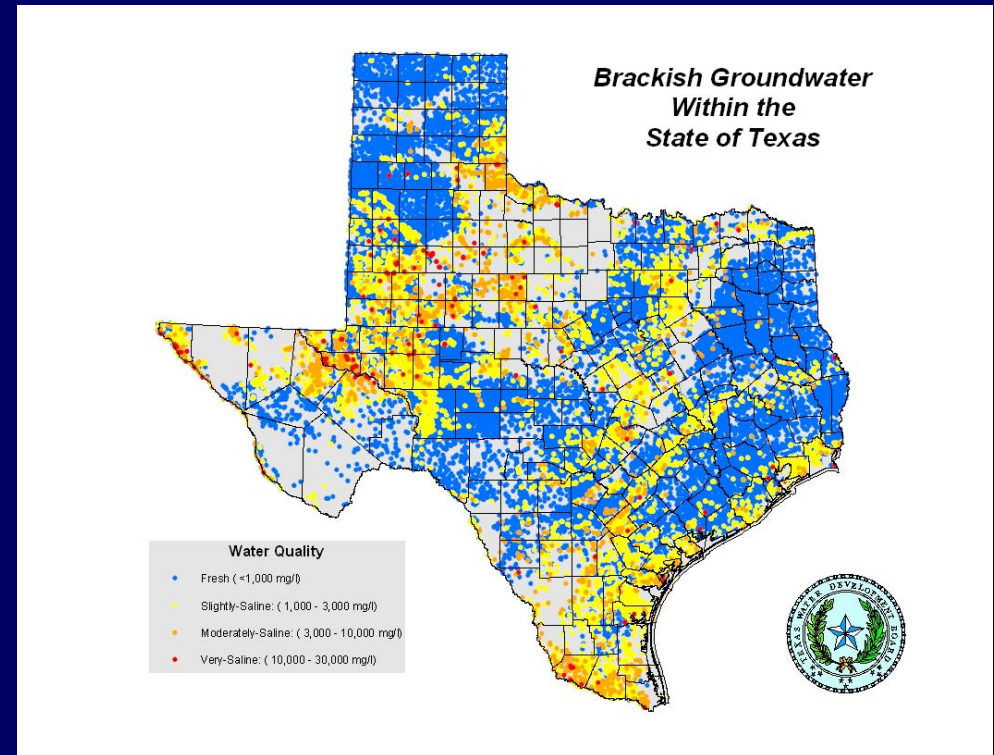 Brackish Groundwater
Within the
State of Texas
Water Quality
Fresh ( <1,000 mg/l)
Slightly-Saline: ( 1,000 - 3,000 mg/l)
Moderately-Saline: ( 3,000 - 10,000 mg/l)
Very-Saline: ( 10,000 - 30,000 mg/l)
TEXAS WATER DEVELOPMENT BOARD